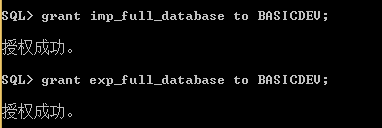 SQL> grant imp_full_database to BASICDEV;
授权成功。
SQL> grant exp_full_database to BASICDEV;
授权成功。